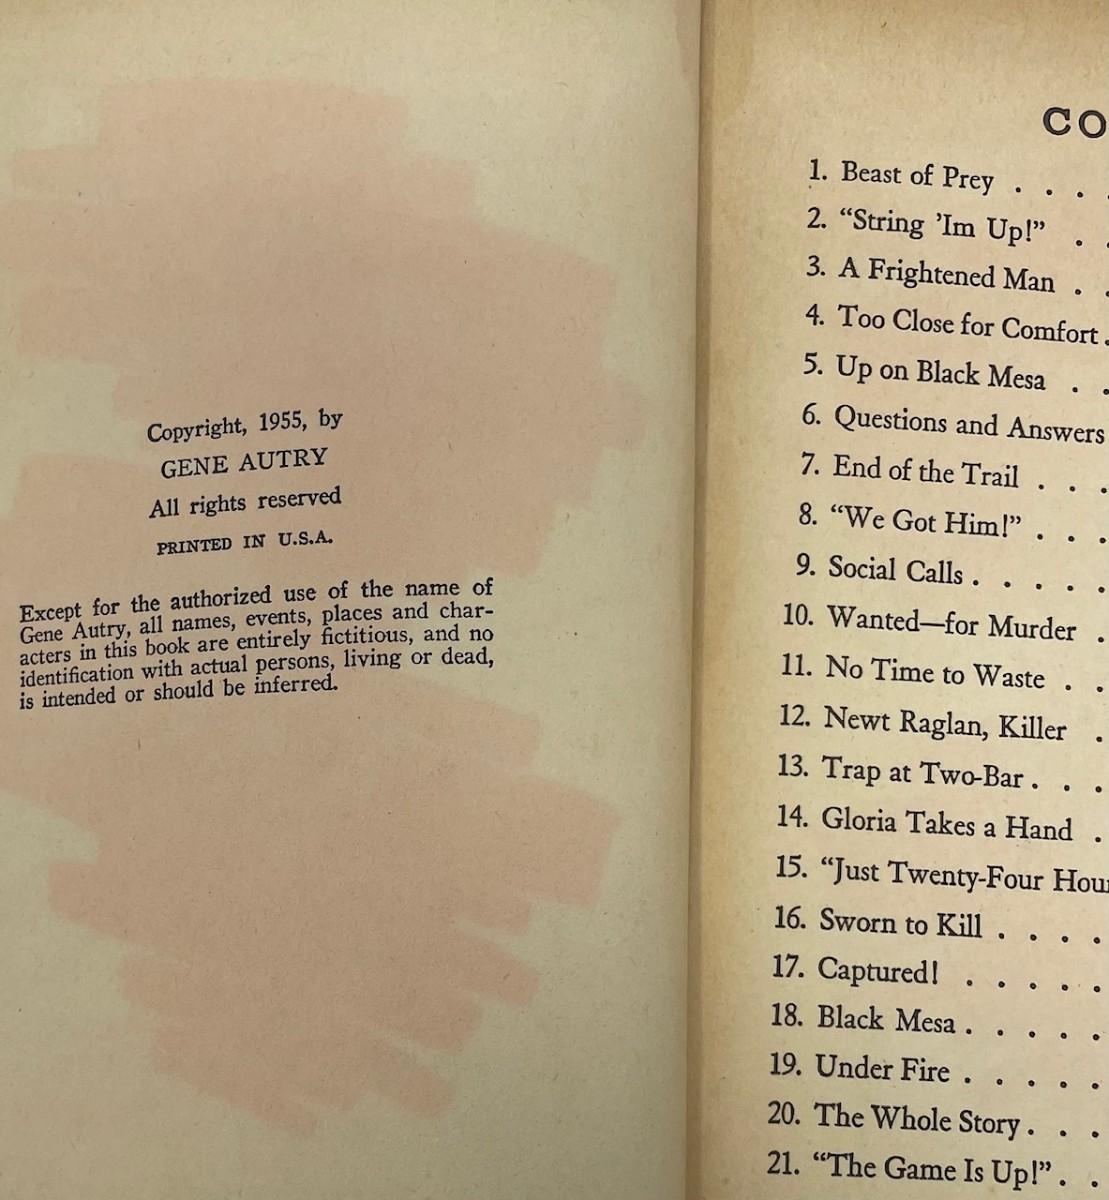 Copyright, 1955, by
GENE AUTRY
All rights reserved
PRINTED IN U.S.A.
Except for the authorized use of the name of
Gene Autry, all names, events, places and char-
acters in this book are entirely fictitious, and no
identification with actual persons, living or dead,
is intended or should be inferred.
CO
1. Beast of Prey . . . .
2. “String ’Im Up!” . .
3. A Frightened Man . .
4. Too Close for Comfort .
5. Up on Black Mesa . .
6. Questions and Answers
7. End of the Trail . . .
8. “We Got Him!” . . .
9. Social Calls . . . . .
10. Wanted—for Murder .
11. No Time to Waste . .
12. Newt Raglan, Killer .
13. Trap at Two-Bar . . .
14. Gloria Takes a Hand .
15. “Just Twenty-Four Hou
16. Sworn to Kill . . . .
17. Captured! . . . . .
18. Black Mesa . . . . .
19. Under Fire . . . . .
20. The Whole Story . . .
21. “The Game Is Up!” . .